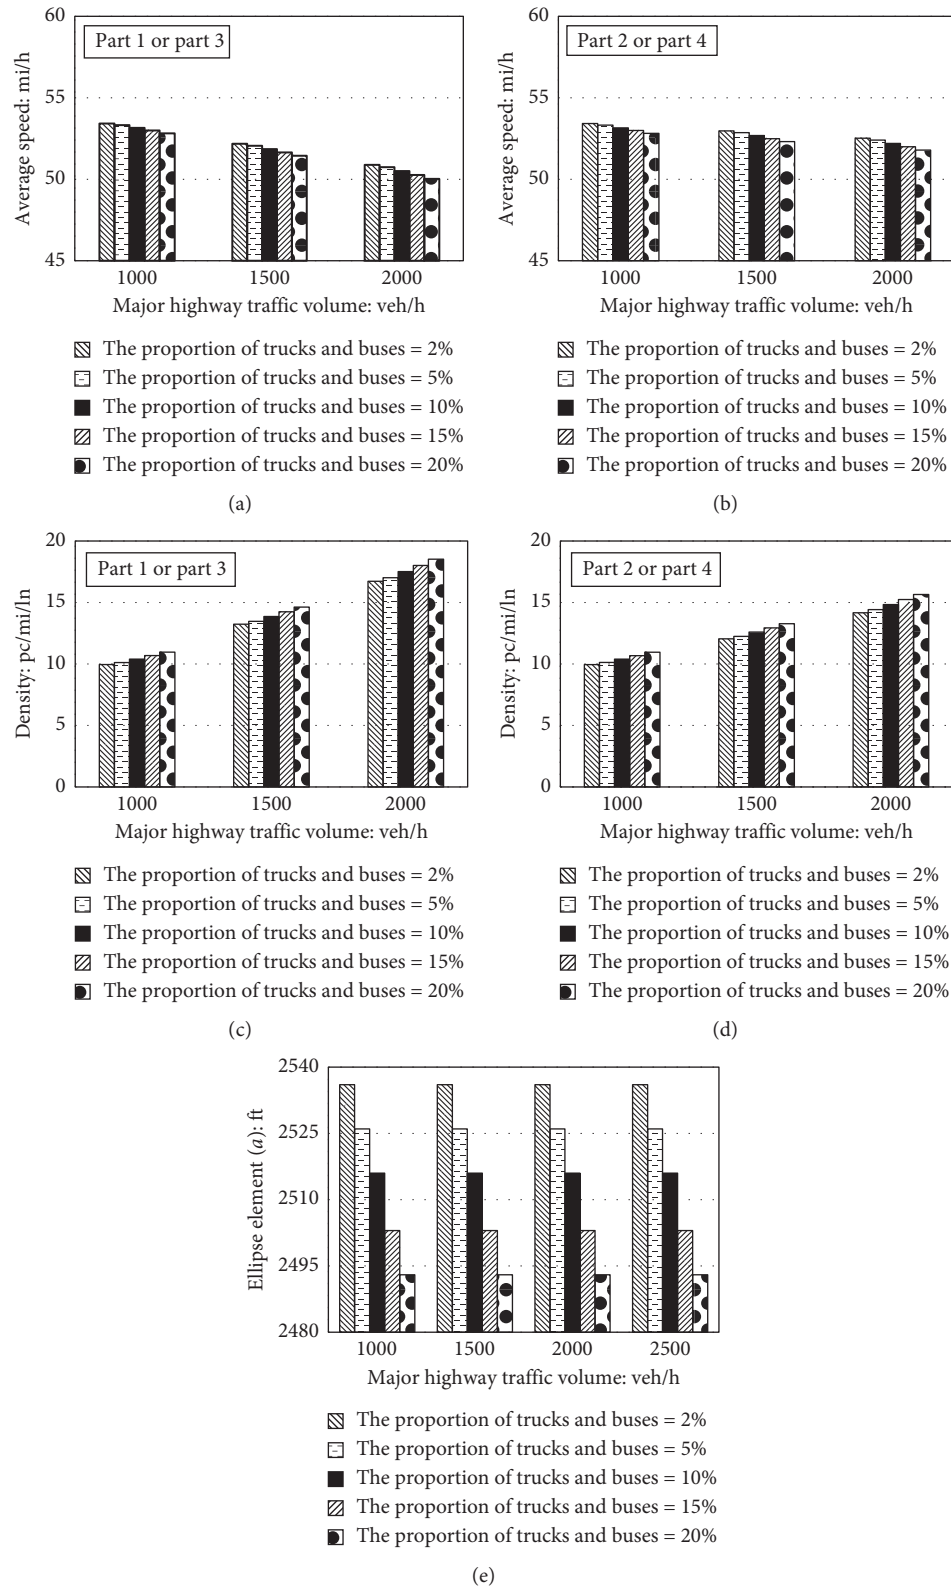 60
55
50
45
Average speed: mi/h
Part 1 or part 3
1000 1500 2000
Major highway traffic volume: veh/h
The proportion of trucks and buses = 2%
The proportion of trucks and buses = 5%
The proportion of trucks and buses = 10%
The proportion of trucks and buses = 15%
The proportion of trucks and buses = 20%
(a)
60
55
50
45
Average speed: mi/h
Part 2 or part 4
1000 1500 2000
Major highway traffic volume: veh/h
The proportion of trucks and buses = 2%
The proportion of trucks and buses = 5%
The proportion of trucks and buses = 10%
The proportion of trucks and buses = 15%
The proportion of trucks and buses = 20%
(b)
20
15
10
5
0
Density: pc/mi/ln
Part 1 or part 3
1000 1500 2000
Major highway traffic volume: veh/h
The proportion of trucks and buses = 2%
The proportion of trucks and buses = 5%
The proportion of trucks and buses = 10%
The proportion of trucks and buses = 15%
The proportion of trucks and buses = 20%
(c)
20
15
10
5
0
Density: pc/mi/ln
Part 2 or part 4
1000 1500 2000
Major highway traffic volume: veh/h
The proportion of trucks and buses = 2%
The proportion of trucks and buses = 5%
The proportion of trucks and buses = 10%
The proportion of trucks and buses = 15%
The proportion of trucks and buses = 20%
(d)
2540
2525
2510
2495
2480
Ellipse element (a): ft
1000 1500 2000 2500
Major highway traffic volume: veh/h
The proportion of trucks and buses = 2%
The proportion of trucks and buses = 5%
The proportion of trucks and buses = 10%
The proportion of trucks and buses = 15%
The proportion of trucks and buses = 20%
(e)